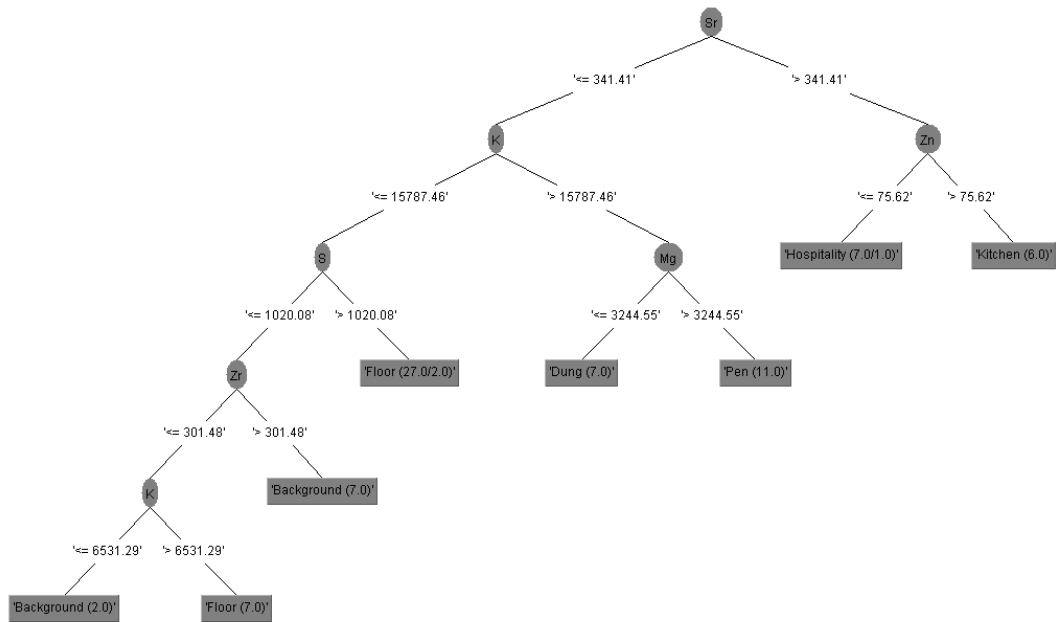 Sr
'<= 341.41'
'> 341.41'
K
Zn
'<= 15787.46'
'> 15787.46'
'<= 75.62'
'> 75.62'
S
Mg
'Hospitality (7.0/1.0)'
'Kitchen (6.0)'
'<= 1020.08'
'> 1020.08'
'<= 3244.55'
'> 3244.55'
Zr
'Floor (27.0/2.0)'
'Dung (7.0)'
'Pen (11.0)'
'<= 301.48'
'> 301.48'
K
'Background (7.0)'
'<= 6531.29'
'> 6531.29'
'Background (2.0)'
'Floor (7.0)'